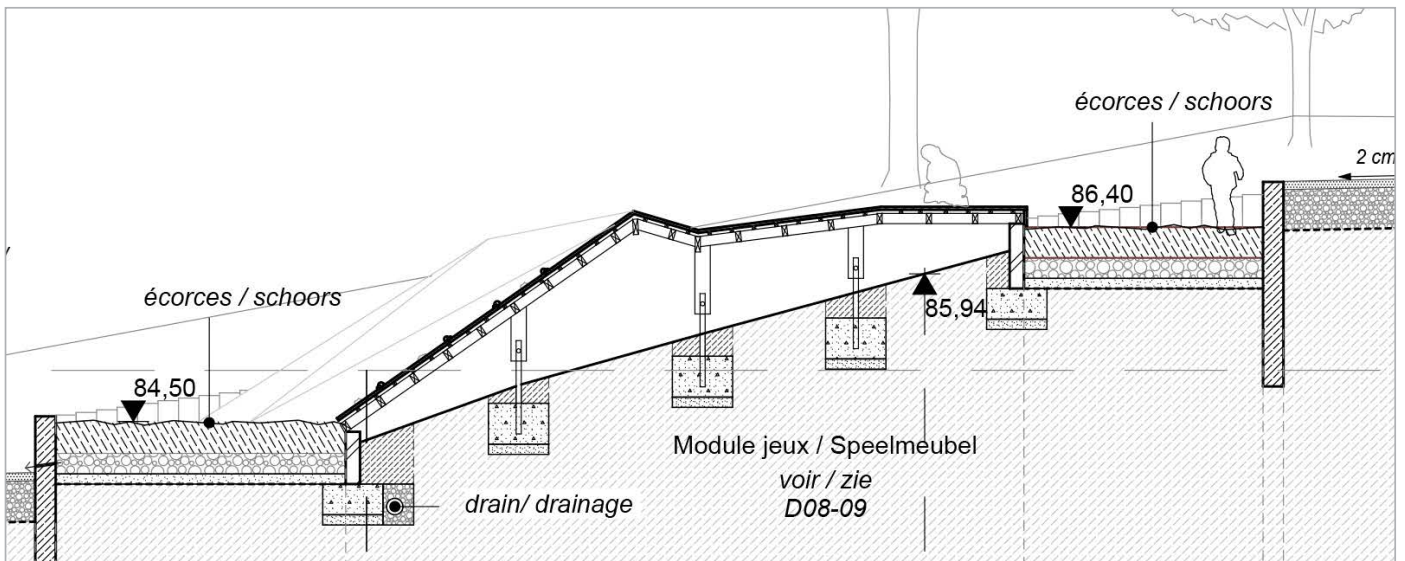 écorces / schoors
2 cm
86,40
écorces / schoors
85,94
84,50
Module jeux / Speelmeubel
voir / zie
D08-09
drain/ drainage